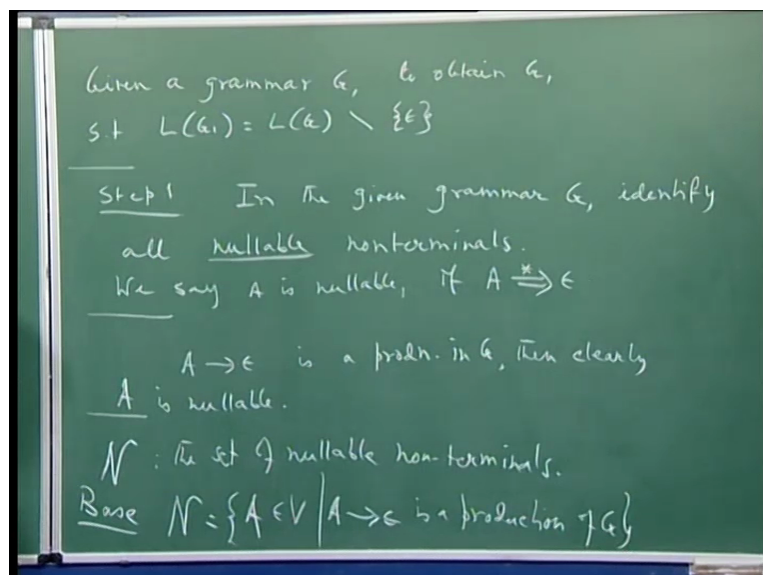 Given a grammar G, to obtain G₁
s.t L(G₁) = L(G) \ {ϵ}
Step 1 In the given grammar G, identify
all nullable nonterminals.
We say A is nullable, if A ⇒* ϵ
A → ϵ is a prodn. in G, then clearly
A is nullable.
N : The set of nullable non-terminals.
Base N = {A ∈ V | A → ϵ is a production of G}